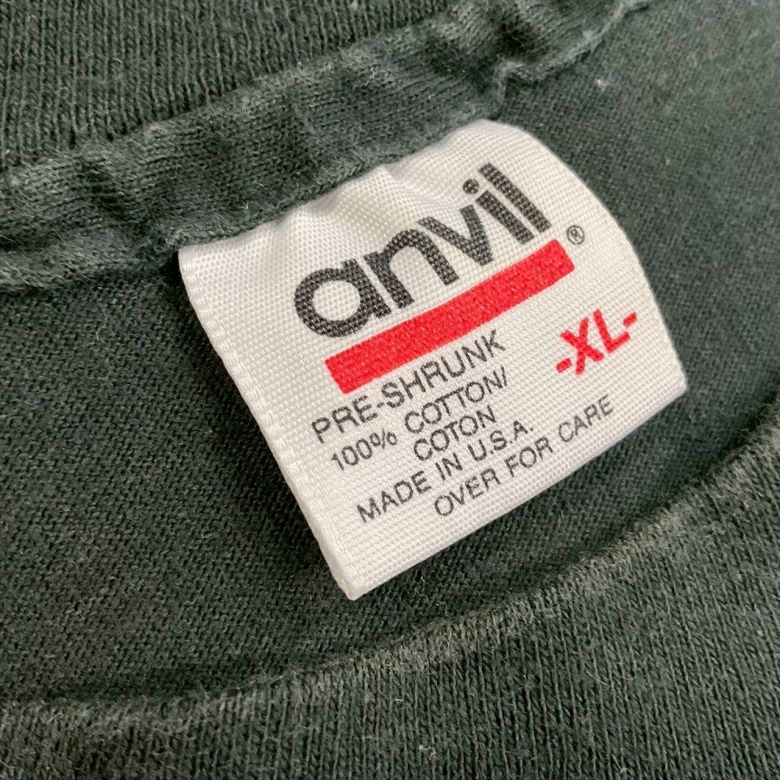 anvil®
-XL-
PRE-SHRUNK
100% COTTON/
COTON
MADE IN U.S.A.
OVER FOR CARE